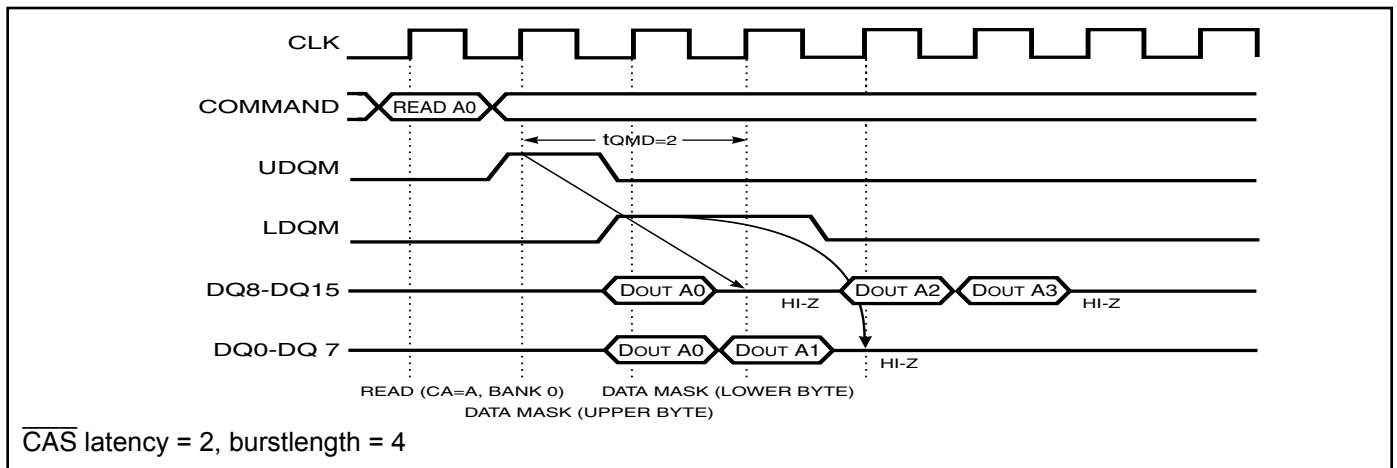 CLK
COMMAND READ A0
tQMD=2
UDQM
LDQM
DQ8-DQ15 DOUT A0 HI-Z DOUT A2 DOUT A3 HI-Z
DQ0-DQ 7 DOUT A0 DOUT A1 HI-Z
READ (CA=A, BANK 0) DATA MASK (LOWER BYTE)
DATA MASK (UPPER BYTE)
CAS latency = 2, burstlength = 4